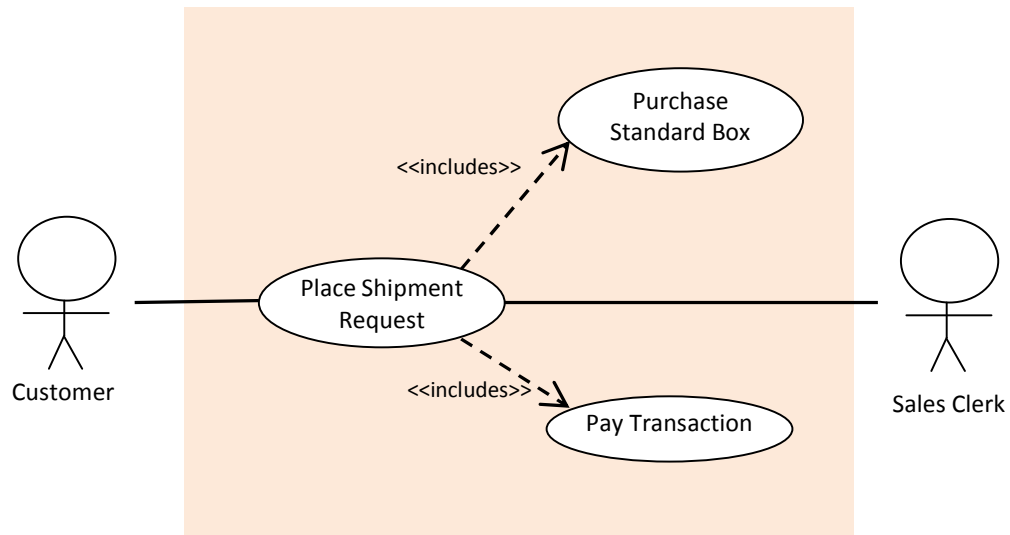 Purchase
Standard Box
<<includes>>
Place Shipment
Request
Customer
<<includes>>
Sales Clerk
Pay Transaction